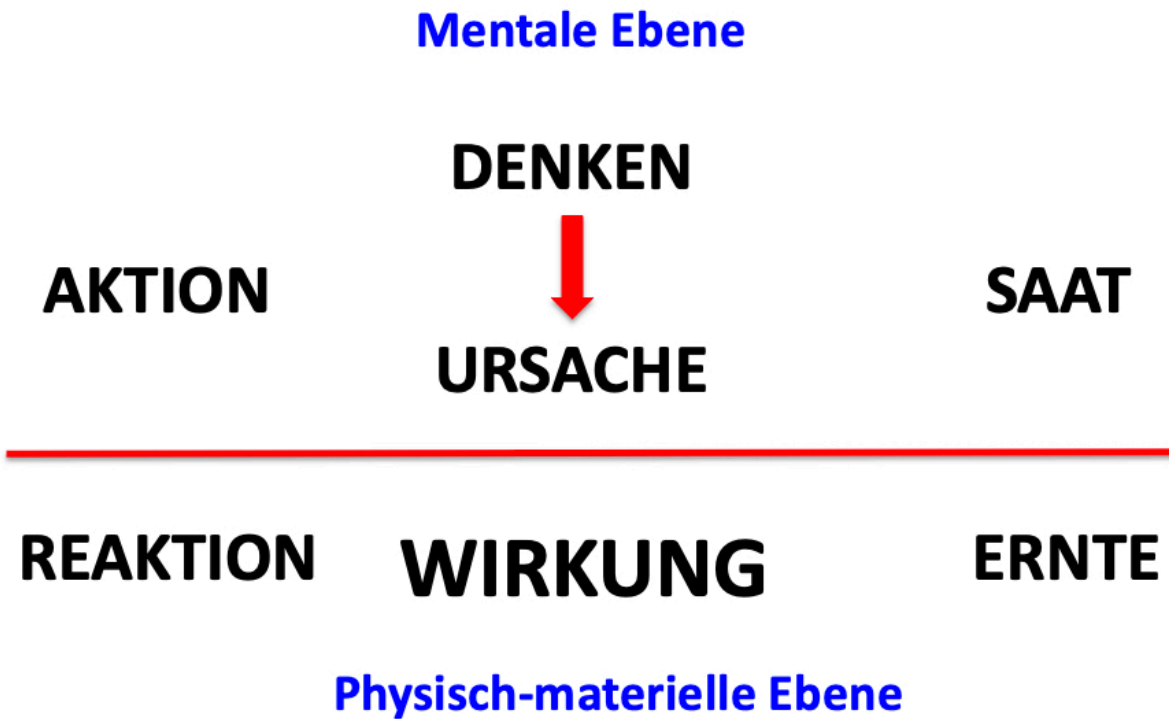 Mentale Ebene
DENKEN
AKTION
SAAT
URSACHE
REAKTION
WIRKUNG
ERNTE
Physisch-materielle Ebene